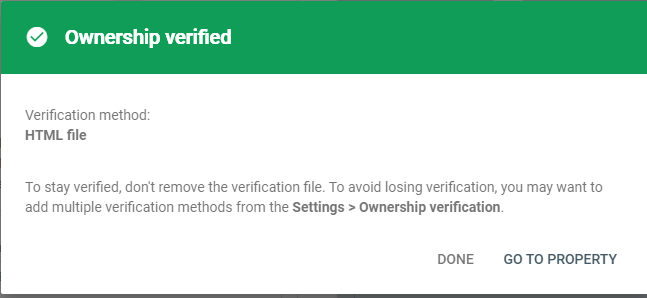 Ownership verified
Verification method:
HTML file
To stay verified, don't remove the verification file. To avoid losing verification, you may want to
add multiple verification methods from the Settings > Ownership verification.
DONE GO TO PROPERTY